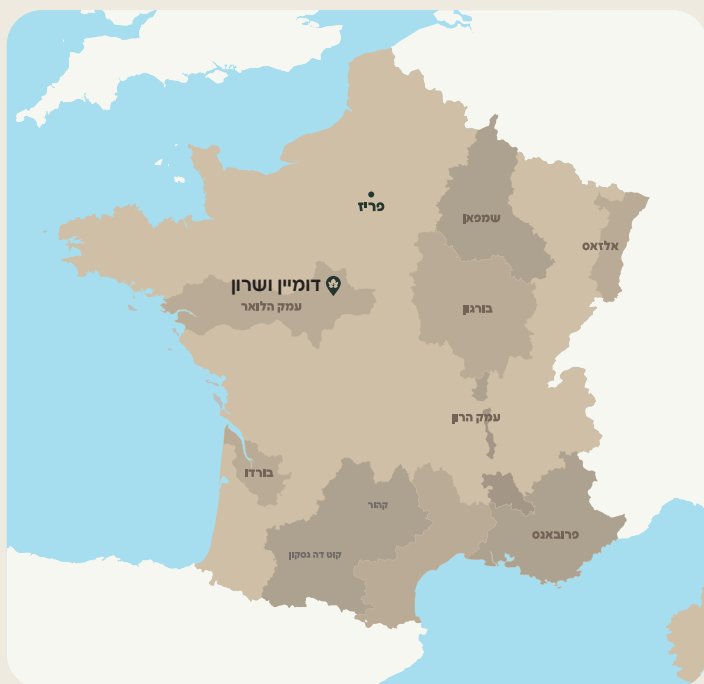 פריז
שמפאן
אלזאס
דומיין ושרון
עמק הלואר
בורגון
עמק הרון
בורדו
קהור
פרובאנס
קוט דה גסקון